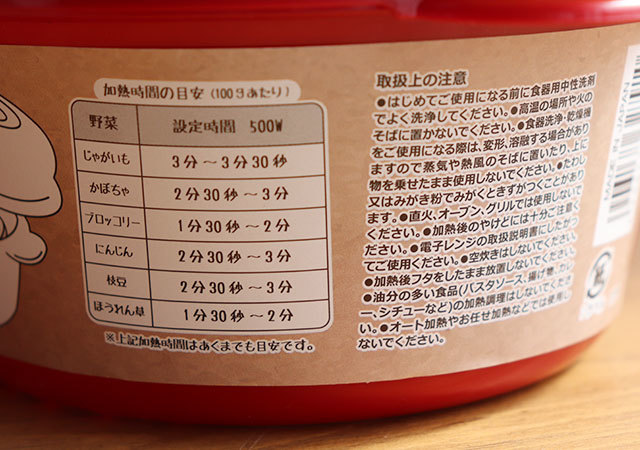 加熱時間の目安(100gあたり)
野菜 設定時間 500W
じゃがいも 3分〜3分30秒
かぼちゃ 2分30秒〜3分
ブロッコリー 1分30秒〜2分
にんじん 2分30秒〜3分
枝豆 2分30秒〜3分
ほうれん草 1分30秒〜2分
※上記加熱時間はあくまでも目安です。
取扱上の注意
●はじめてご使用になる前に食器用中性洗剤
でよく洗浄してください。●高温の場所や火の
そばに置かないでください。●食器洗浄・乾燥機
をご使用になる際は、変形、溶融する場合があり
ますので蒸気や熱風のそばに置いたり、上に
物を乗せたまま使用しないでください。●たわし
又はみがき粉でみがくときずがつくことがあり
ます。●直火、オーブン、グリルでは使用しないで
ください。●加熱後のやけどには十分ご注意く
ださい。●電子レンジの取扱説明書にしたがっ
てご使用ください。●空炊きはしないでください。
●加熱後フタをしたまま放置しないでください。
●油分の多い食品(パスタソース、揚げ物、カレ
ー、シチューなど)の加熱調理はしないでくださ
い。●オート加熱やお任せ加熱などでは使用し
ないでください。
MADE IN JAPAN